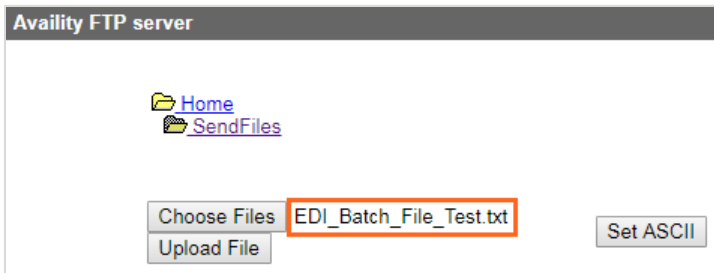 Availity FTP server
Home
SendFiles
Choose Files EDI_Batch_File_Test.txt
Set ASCII
Upload File